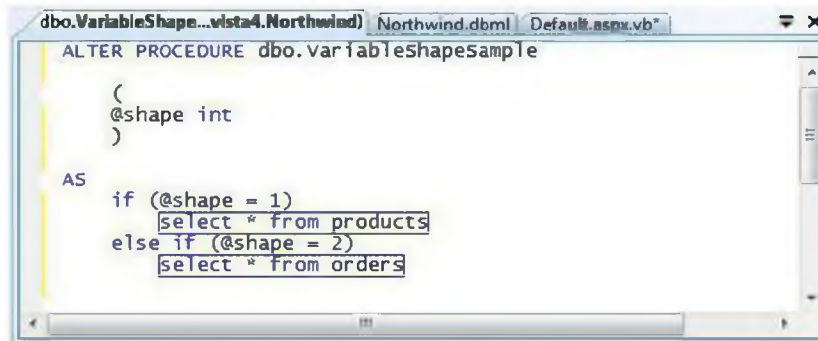 dbo.VariableShape...vista4.Northwind) Northwind.dbml Default.aspx.vb*
ALTER PROCEDURE dbo.VariableShapeSample
(
@shape int
)
AS
if (@shape = 1)
select * from products
else if (@shape = 2)
select * from orders